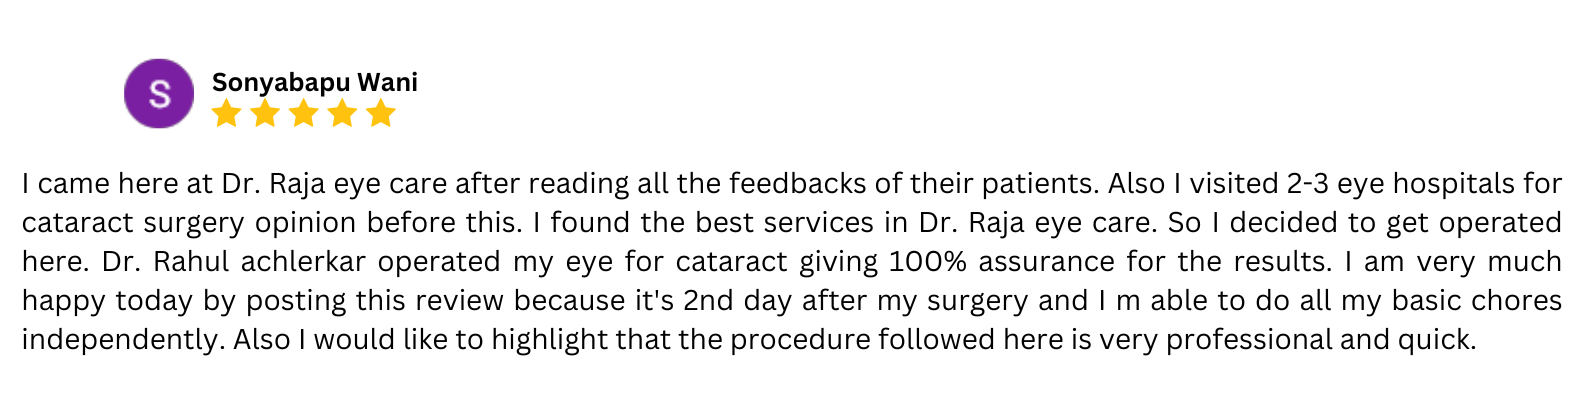 S
Sonyabapu Wani
I came here at Dr. Raja eye care after reading all the feedbacks of their patients. Also I visited 2-3 eye hospitals for
cataract surgery opinion before this. I found the best services in Dr. Raja eye care. So I decided to get operated
here. Dr. Rahul achlerkar operated my eye for cataract giving 100% assurance for the results. I am very much
happy today by posting this review because it's 2nd day after my surgery and I m able to do all my basic chores
independently. Also I would like to highlight that the procedure followed here is very professional and quick.